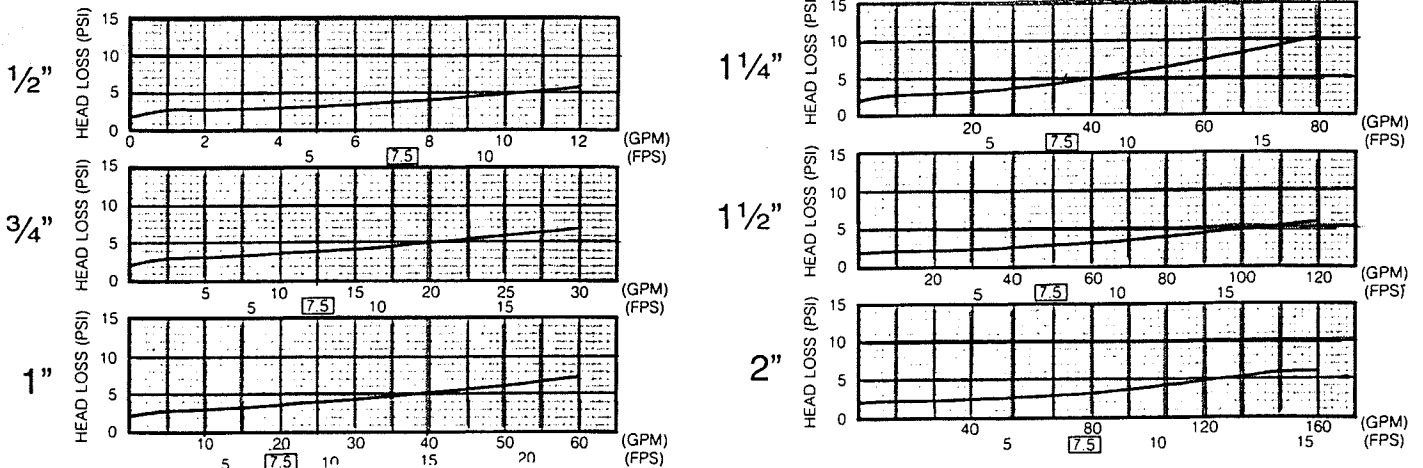 ½"
HEAD LOSS (PSI)
15
10
5
0
0 2 4 6 8 10 12 (GPM)
5 7.5 10 (FPS)
¾"
HEAD LOSS (PSI)
15
10
5
0
5 10 15 20 25 30 (GPM)
5 7.5 10 15 (FPS)
1"
HEAD LOSS (PSI)
15
10
5
0
10 20 30 40 50 60 (GPM)
5 7.5 10 15 20 (FPS)
1¼"
HEAD LOSS (PSI)
15
10
5
0
20 40 60 80 (GPM)
5 7.5 10 15 (FPS)
1½"
HEAD LOSS (PSI)
15
10
5
0
20 40 60 80 100 120 (GPM)
5 7.5 10 15 (FPS)
2"
HEAD LOSS (PSI)
15
10
5
0
40 80 120 160 (GPM)
5 7.5 10 15 (FPS)